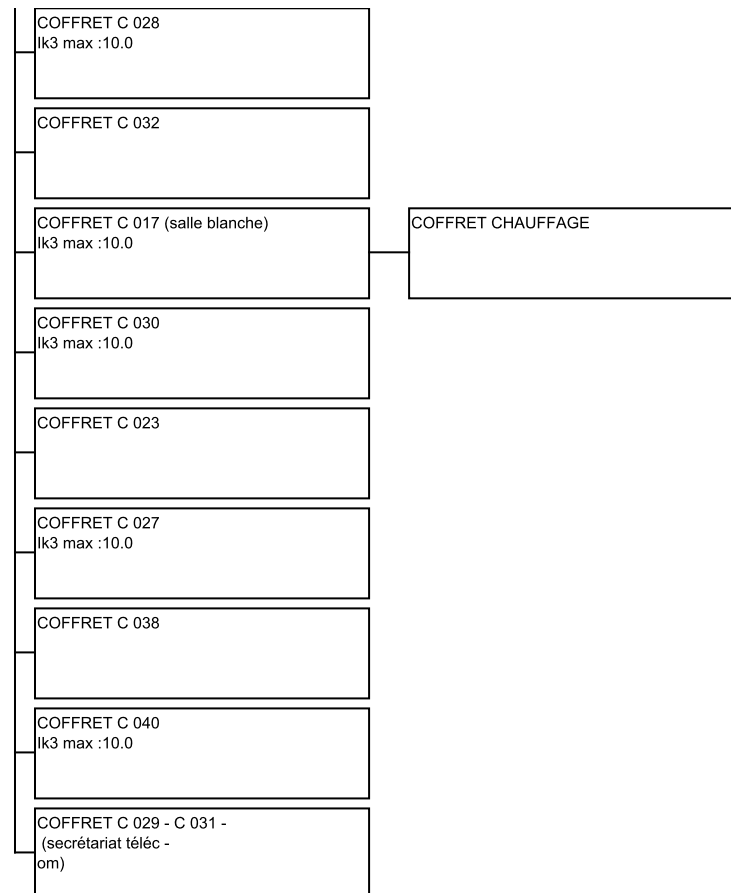 COFFRET C 028
Ik3 max :10.0
COFFRET C 032
COFFRET C 017 (salle blanche)
Ik3 max :10.0
COFFRET CHAUFFAGE
COFFRET C 030
Ik3 max :10.0
COFFRET C 023
COFFRET C 027
Ik3 max :10.0
COFFRET C 038
COFFRET C 040
Ik3 max :10.0
COFFRET C 029 - C 031 -
(secrétariat téléc -
om)